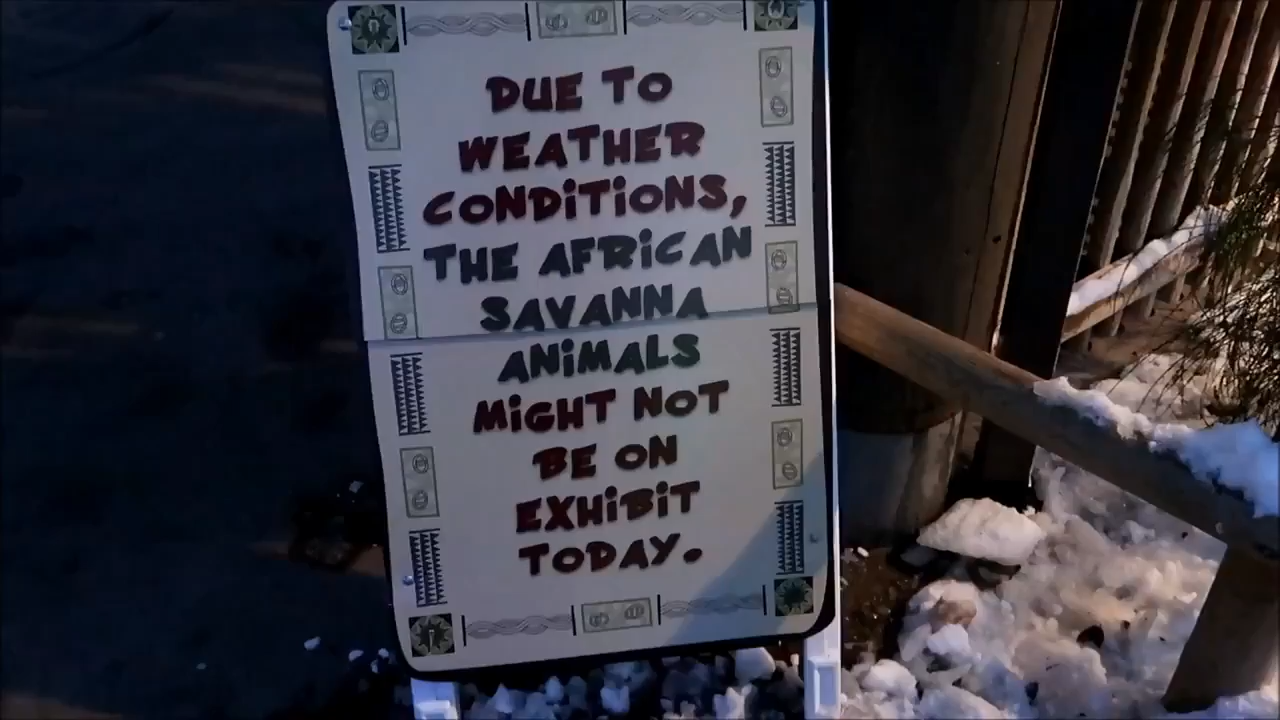 DUE TO
WEATHER
CONDITIONS,
THE AFRICAN
SAVANNA
ANIMALS
MIGHT NOT
BE ON
EXHIBIT
TODAY.